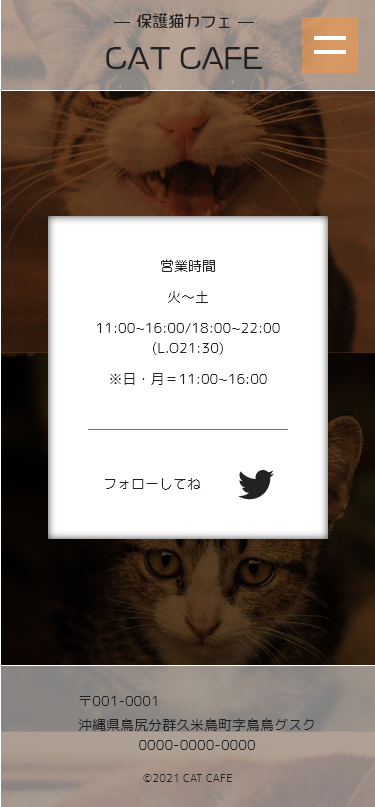 ― 保護猫カフェ ―
CAT CAFE
営業時間
火〜土
11:00~16:00/18:00~22:00
(L.O21:30)
※日・月＝11:00~16:00
フォローしてね
〒001-0001
沖縄県島尻分群久米島町字鳥島グスク
0000-0000-0000
©2021 CAT CAFE